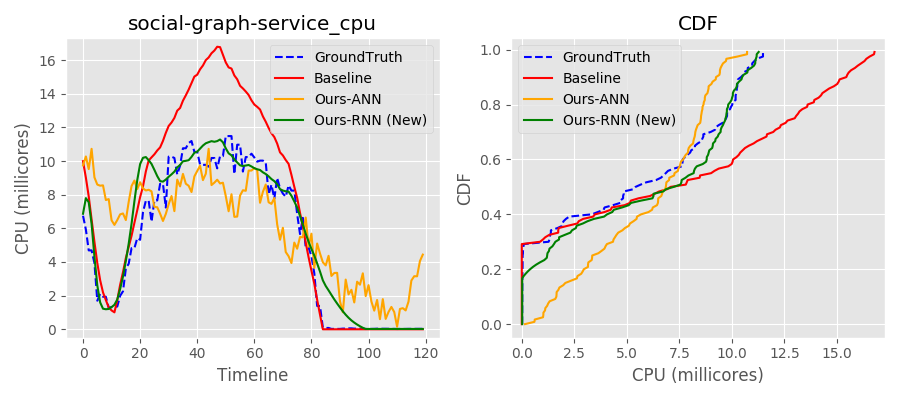 social-graph-service_cpu
CPU (millicores)
16
14
12
10
8
6
4
2
0
GroundTruth
Baseline
Ours-ANN
Ours-RNN (New)
0 20 40 60 80 100 120
Timeline
CDF
CDF
1.0
0.8
0.6
0.4
0.2
0.0
GroundTruth
Baseline
Ours-ANN
Ours-RNN (New)
0.0 2.5 5.0 7.5 10.0 12.5 15.0
CPU (millicores)